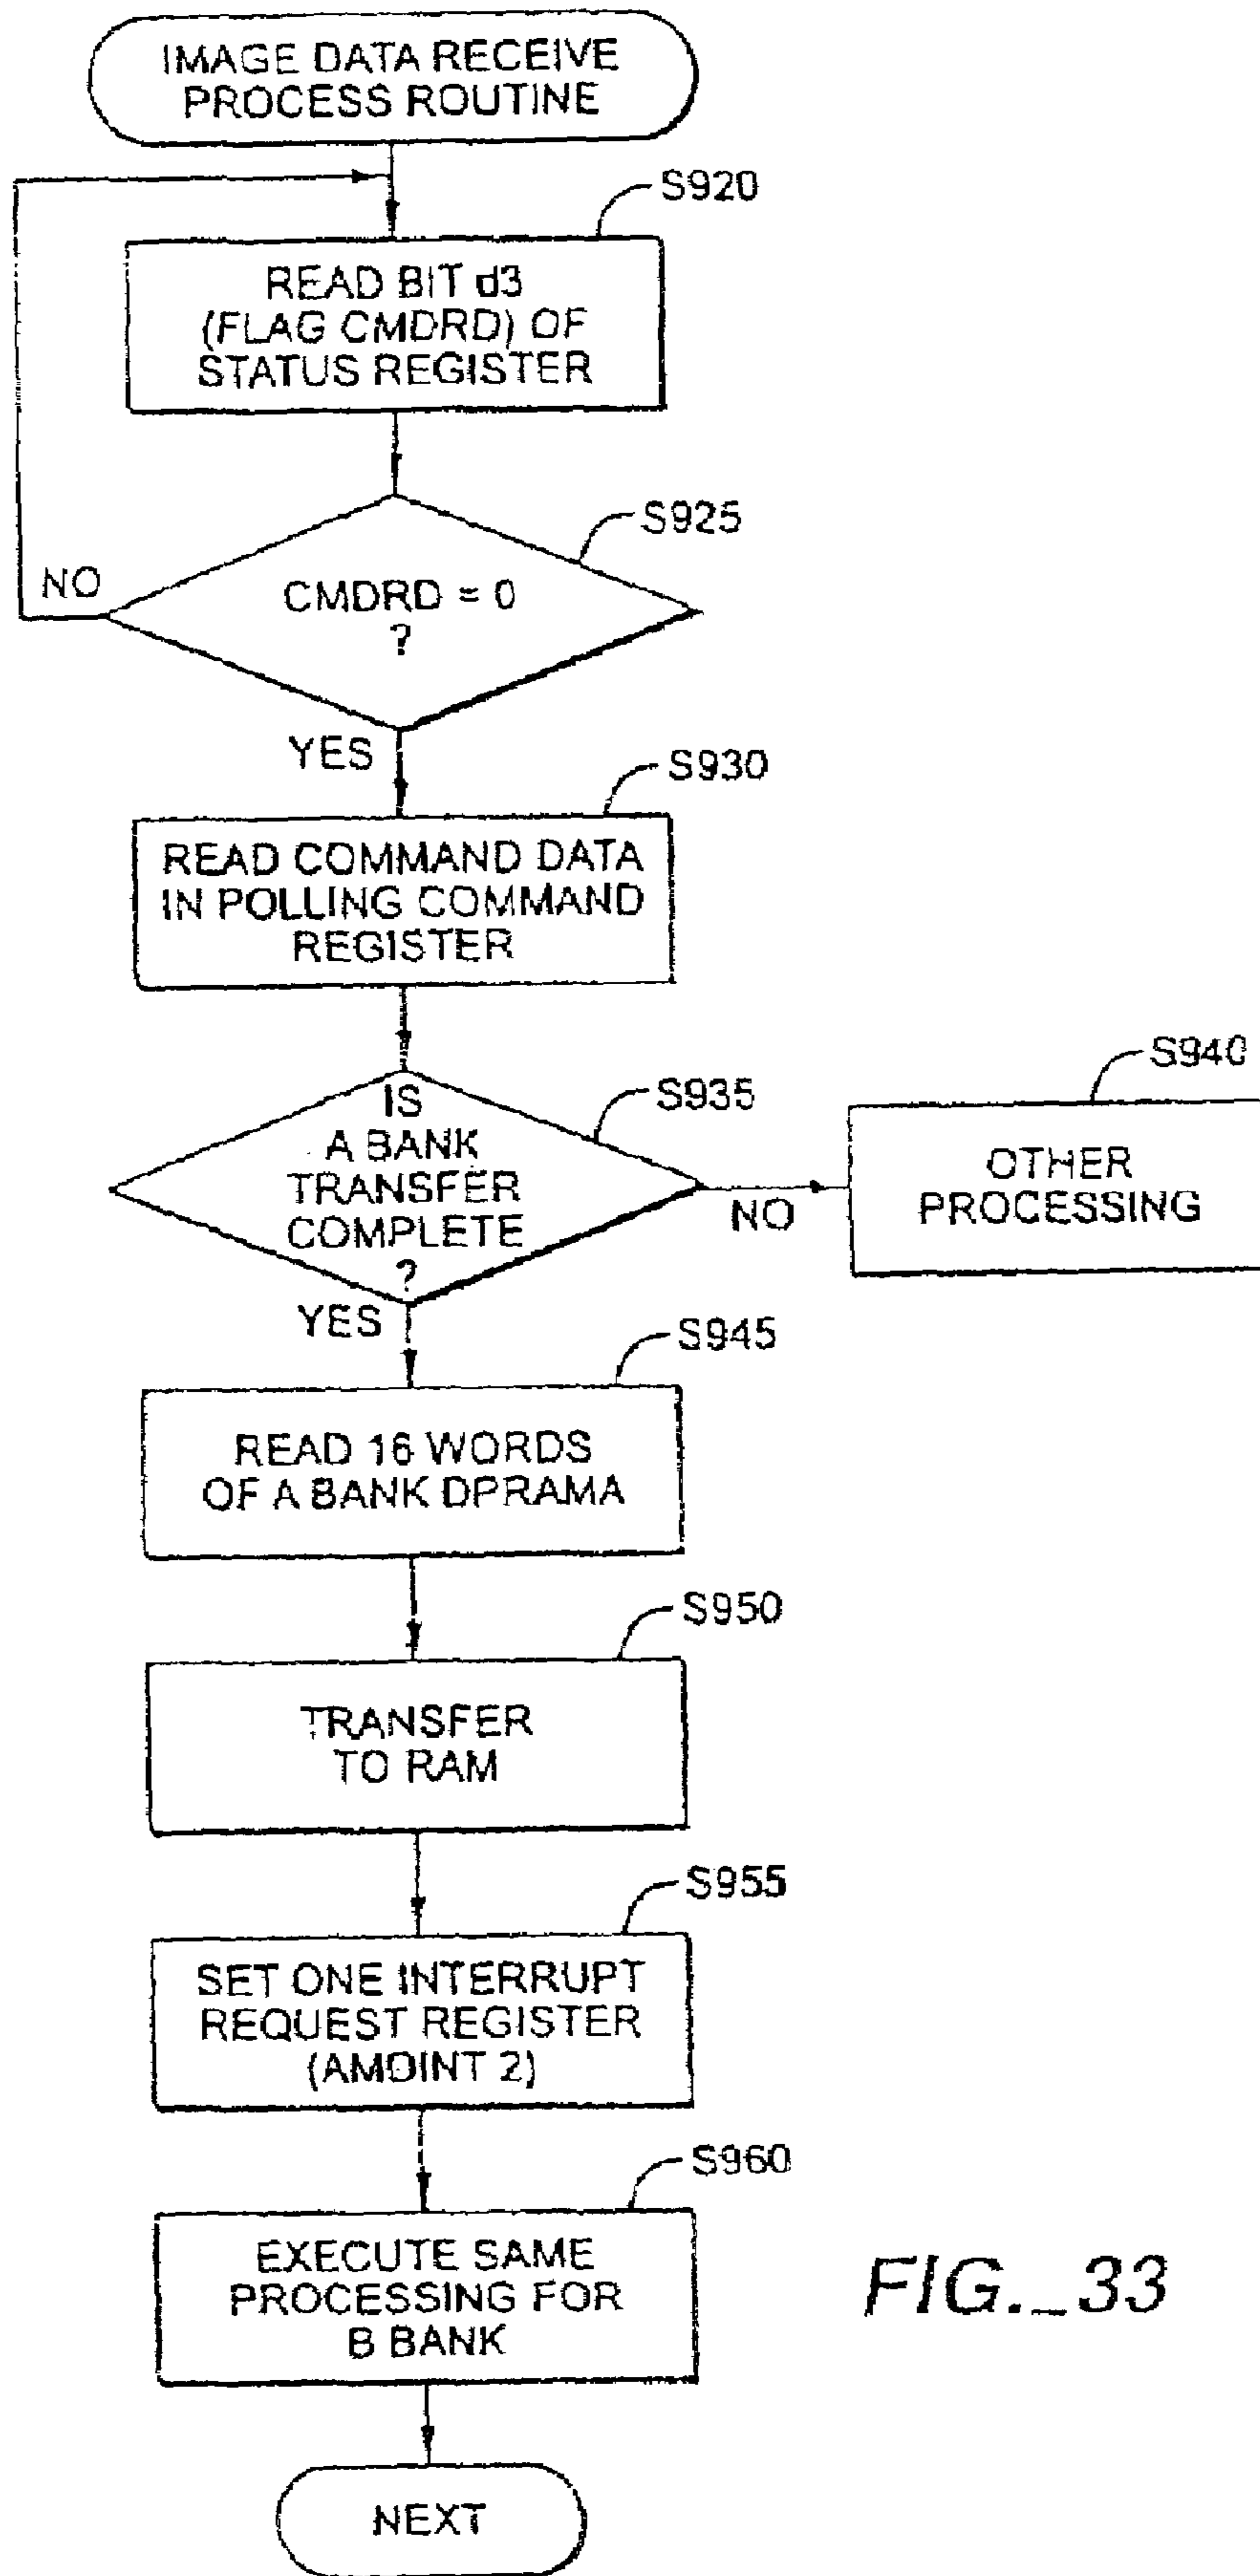 IMAGE DATA RECEIVE
PROCESS ROUTINE
S920
READ BIT d3
(FLAG CMDRD) OF
STATUS REGISTER
S925
NO
CMDRD = 0
?
YES
S930
READ COMMAND DATA
IN POLLING COMMAND
REGISTER
S935
IS
A BANK
TRANSFER
COMPLETE
?
NO
S940
OTHER
PROCESSING
YES
S945
READ 16 WORDS
OF A BANK DPRAMA
S950
TRANSFER
TO RAM
S955
SET ONE INTERRUPT
REQUEST REGISTER
(AMDINT 2)
S960
EXECUTE SAME
PROCESSING FOR
B BANK
FIG._33
NEXT